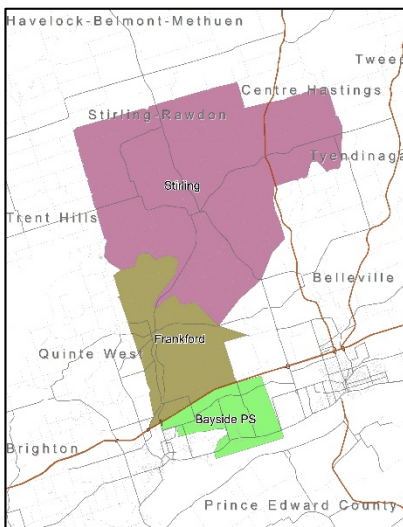 Havelock-Belmont-Methuen
Tweed
Centre Hastings
Stirling-Rawdon
Tyendinaga
Stirling
Trent Hills
Belleville
Frankford
Quinte Wes
Bayside PS
Brighton
Prince Edward County